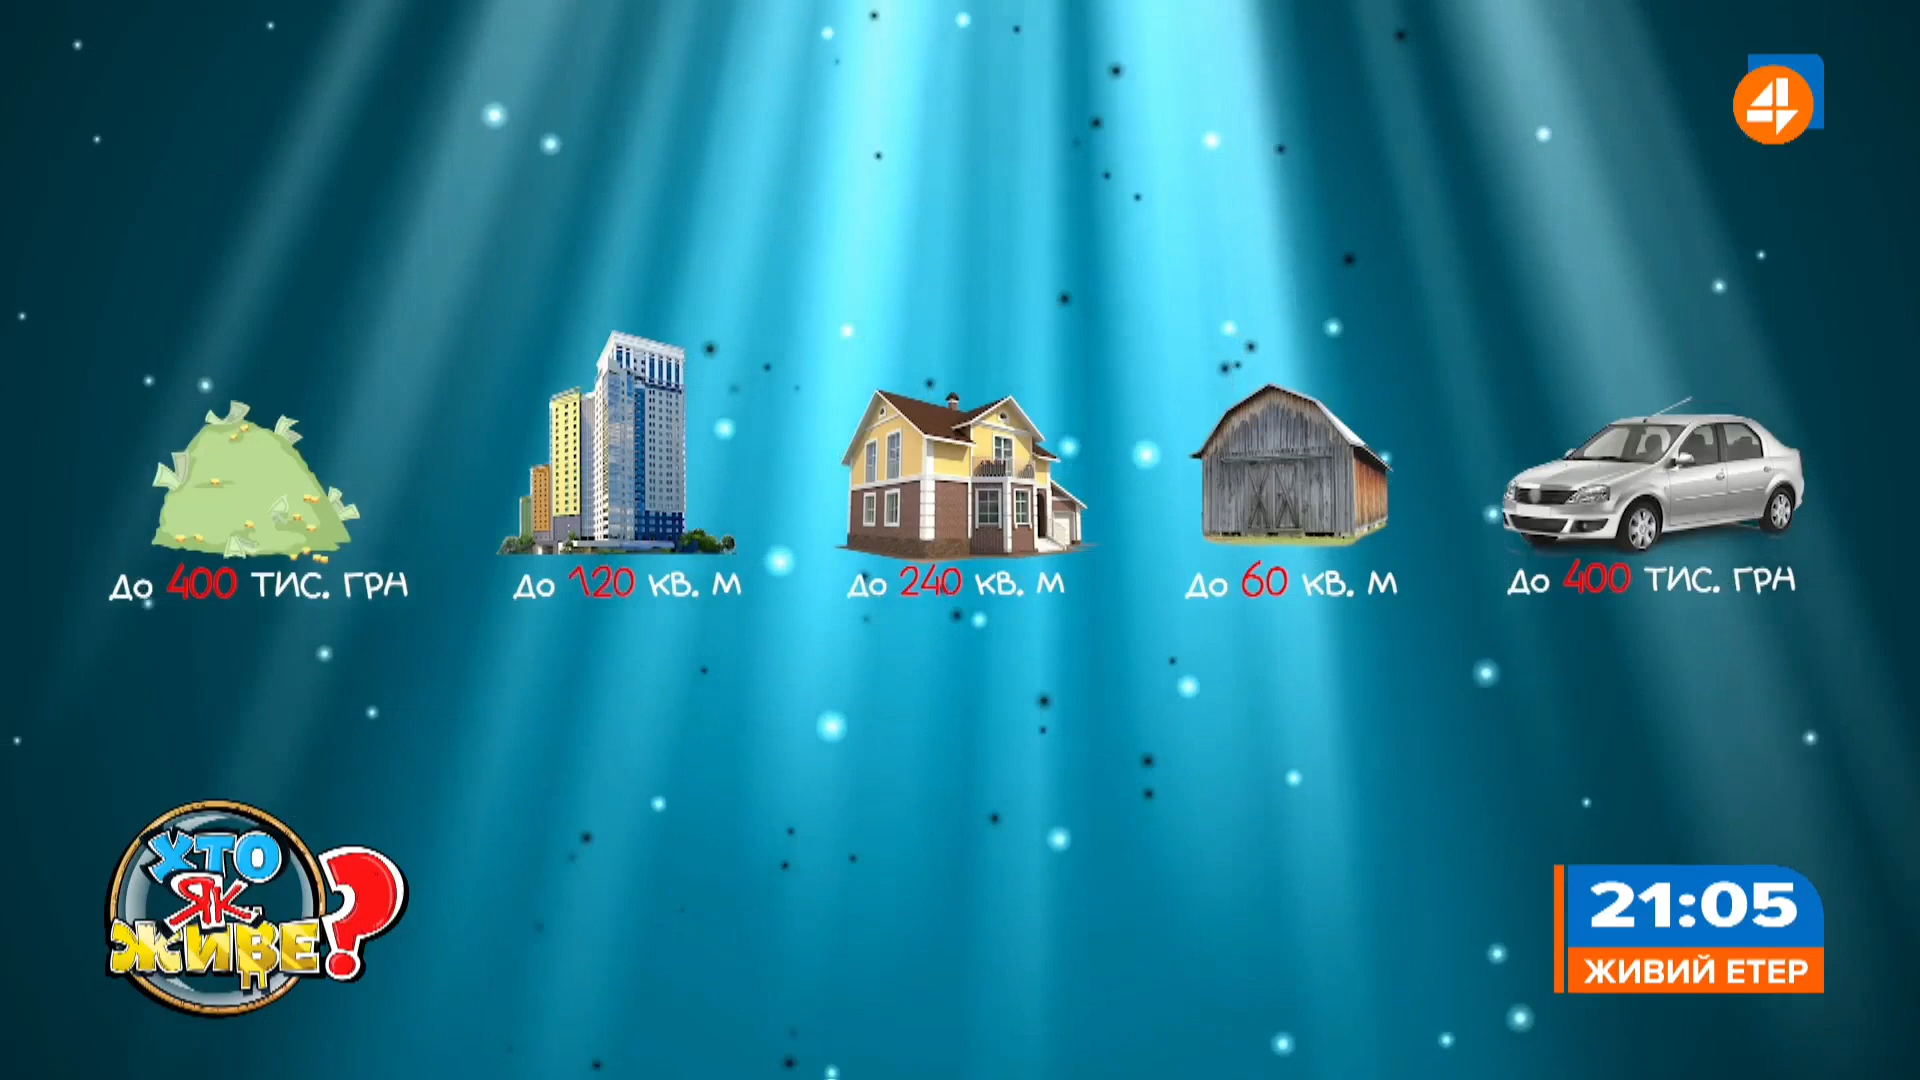 4
до 400 тис. грн
до 120 кв. м
до 240 кв. м
до 60 кв. м
до 400 тис. грн
ХТО
ЯК
ЖИВЕ?
21:05
ЖИВИЙ ЕТЕР